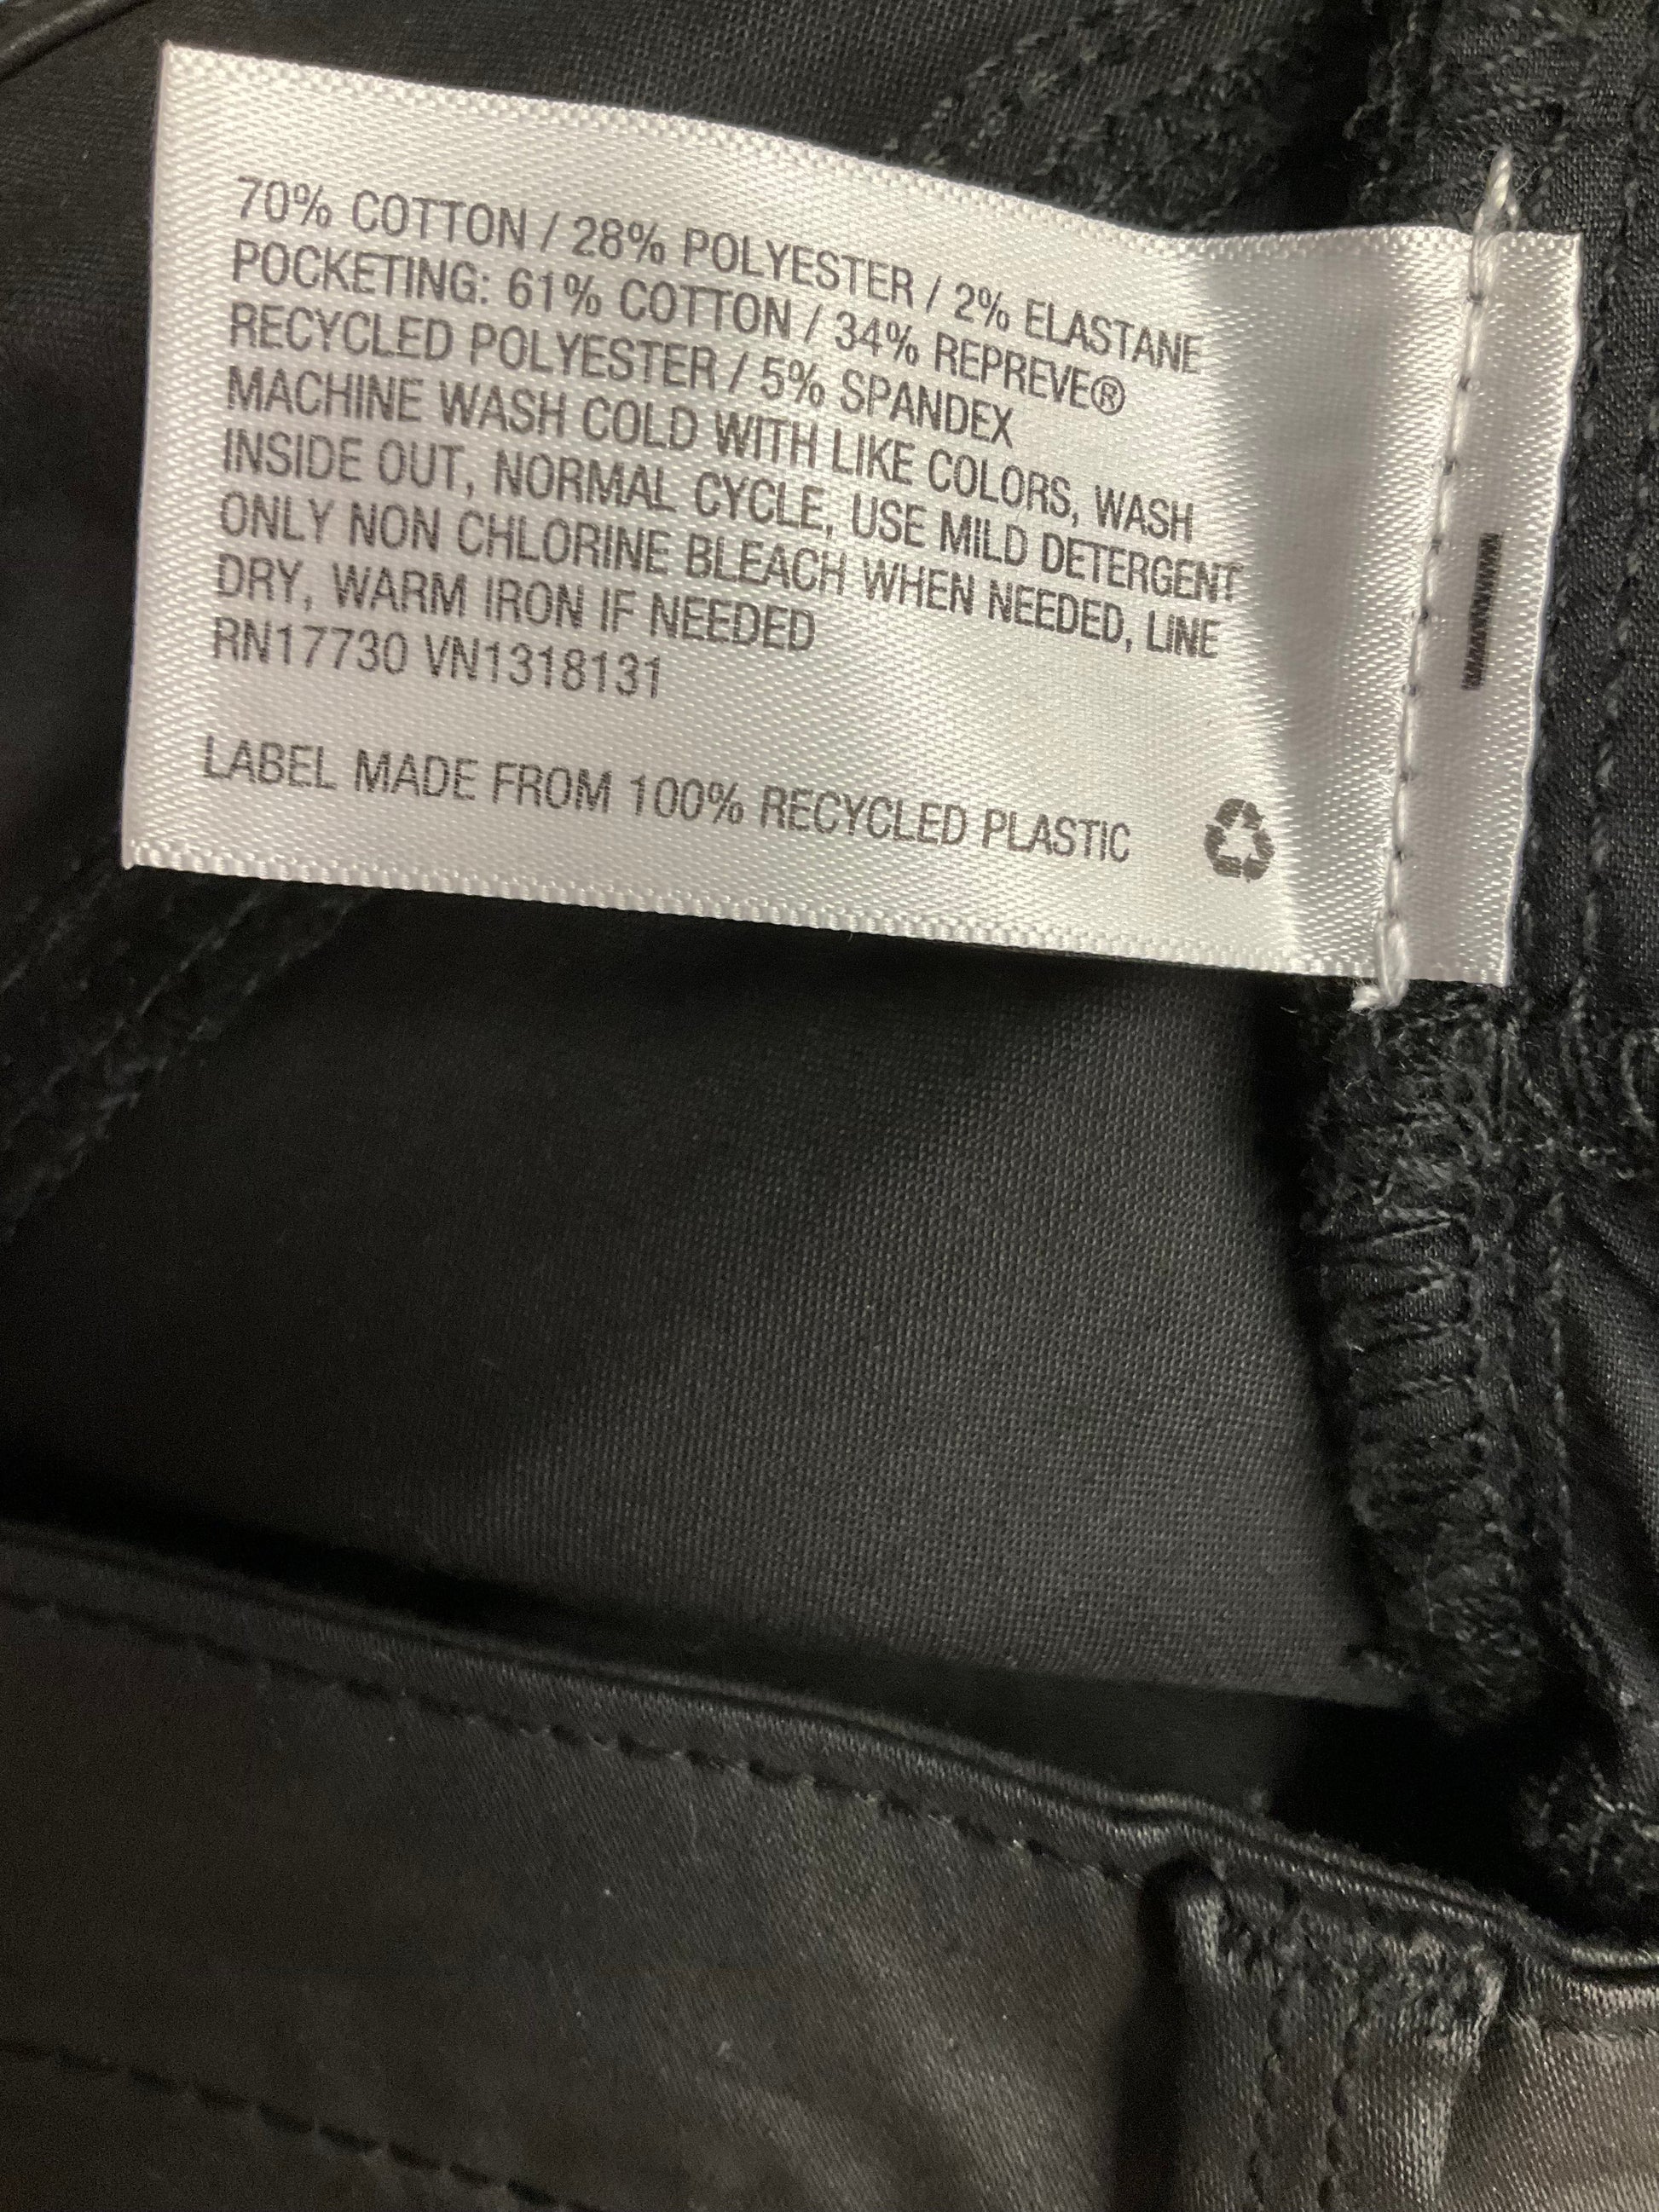 70% COTTON / 28% POLYESTER / 2% ELASTANE
POCKETING: 61% COTTON / 34% REPREVE®
RECYCLED POLYESTER / 5% SPANDEX
MACHINE WASH COLD WITH LIKE COLORS, WASH
INSIDE OUT, NORMAL CYCLE, USE MILD DETERGENT
ONLY NON CHLORINE BLEACH WHEN NEEDED, LINE
DRY, WARM IRON IF NEEDED
RN17730 VN1318131
LABEL MADE FROM 100% RECYCLED PLASTIC